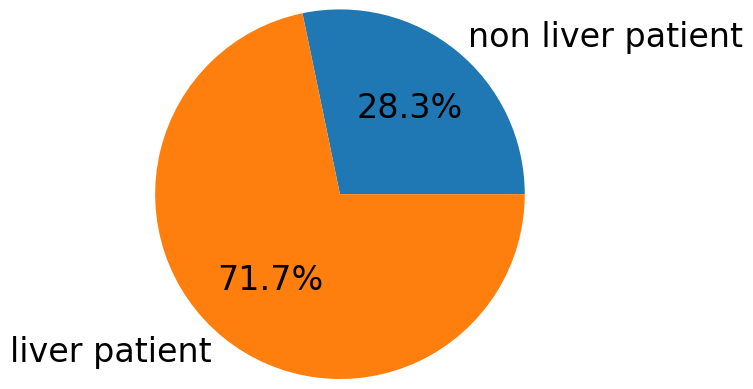 non liver patient
28.3%
71.7%
liver patient